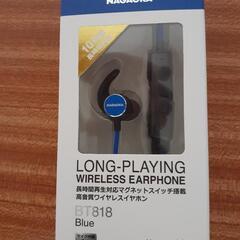 NAGAOKA
LONG-PLAYING
WIRELESS EARPHONE
長時間再生対応マグネットスイッチ搭載
高音質ワイヤレスイヤホン
BT818
Blue